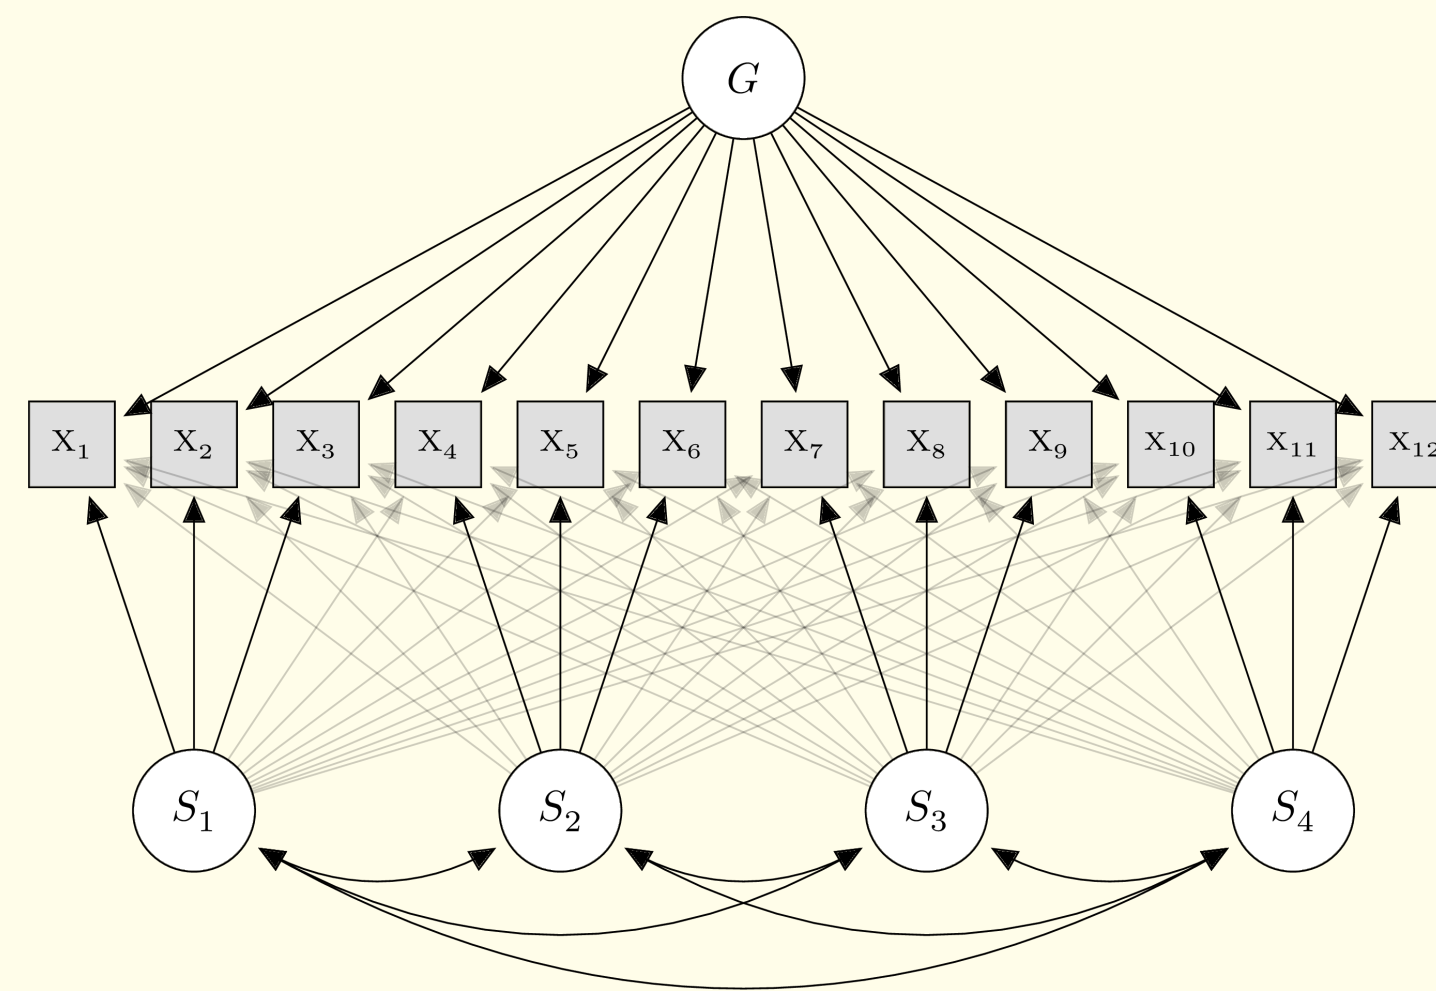 G
X₁ X₂ X₃ X₄ X₅ X₆ X₇ X₈ X₉ X₁₀ X₁₁ X₁₂
S₁ S₂ S₃ S₄